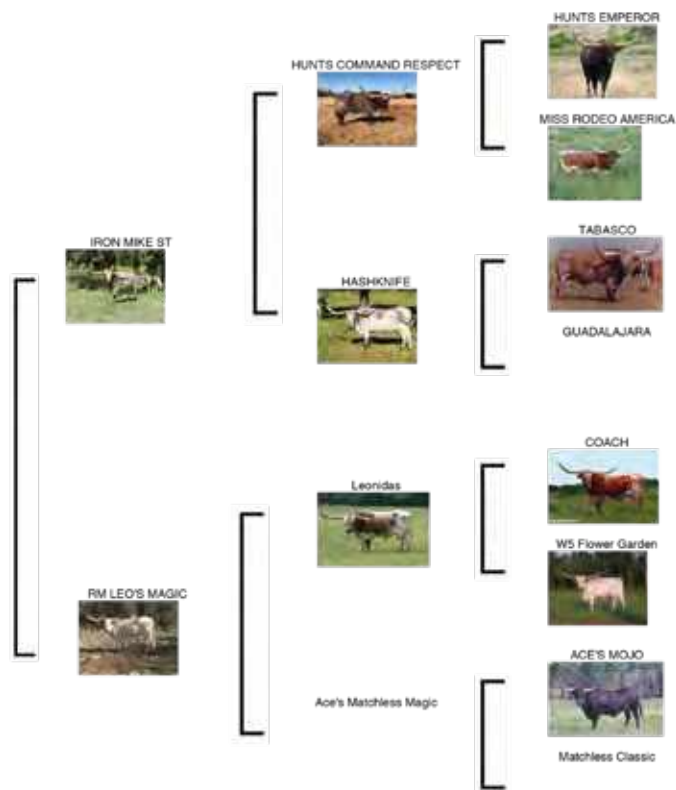 HUNTS EMPEROR
HUNTS COMMAND RESPECT
MISS RODEO AMERICA
IRON MIKE ST
TABASCO
HASHKNIFE
GUADALAJARA
COACH
Leonidas
W5 Flower Garden
RM LEO'S MAGIC
ACE'S MOJO
Ace's Matchless Magic
Matchless Classic